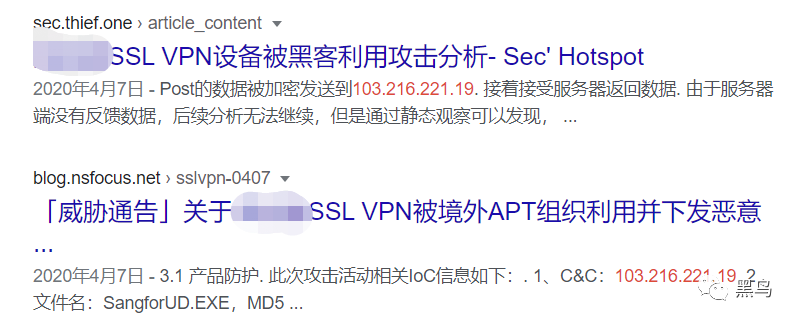 sec.thief.one › article_content
SSL VPN设备被黑客利用攻击分析- Sec' Hotspot
2020年4月7日 - Post的数据被加密发送到103.216.221.19. 接着接受服务器返回数据. 由于服务器
端没有反馈数据，后续分析无法继续，但是通过静态观察可以发现， ...
blog.nsfocus.net › sslvpn-0407
「威胁通告」关于SSL VPN被境外APT组织利用并下发恶意
...
2020年4月7日 - 3.1 产品防护. 此次攻击活动相关IoC信息如下：. 1、C&C：103.216.221.19. 2.
文件名：SangforUD.EXE，MD5 ...
黑鸟